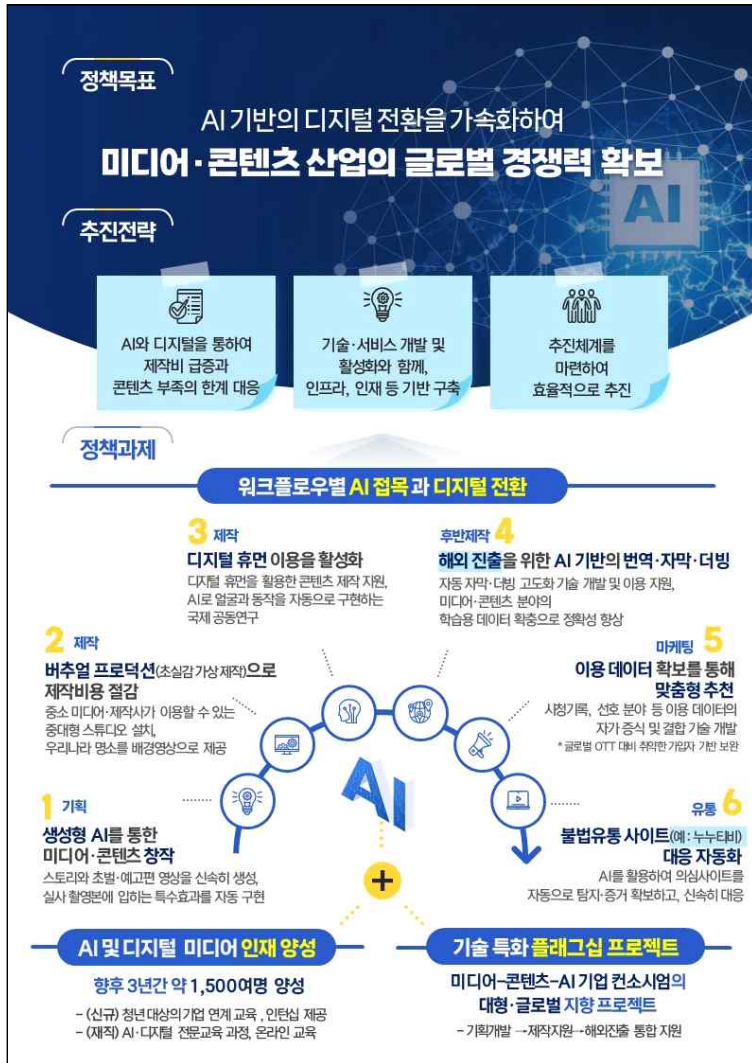 정책목표
AI 기반의 디지털 전환을 가속화하여
미디어·콘텐츠 산업의 글로벌 경쟁력 확보
추진전략
AI
AI와 디지털을 통하여
제작비 급증과
콘텐츠 부족의 한계 대응
기술·서비스 개발 및
활성화와 함께,
인프라, 인재 등 기반 구축
추진체계를
마련하여
효율적으로 추진
정책과제
워크플로우별 AI 접목과 디지털 전환
3 제작
디지털 휴먼 이용을 활성화
디지털 휴먼을 활용한 콘텐츠 제작 지원,
AI로 얼굴과 동작을 자동으로 구현하는
국제 공동연구
후반제작 4
해외 진출을 위한 AI 기반의 번역·자막·더빙
자동 자막·더빙 고도화 기술 개발 및 이용 지원,
미디어·콘텐츠 분야의
학습용 데이터 확충으로 정확성 향상
2 제작
버추얼 프로덕션(초실감 가상 제작)으로
제작비용 절감
중소 미디어·제작사가 이용할 수 있는
중대형 스튜디오 설치,
우리나라 명소를 배경영상으로 제공
마케팅 5
이용 데이터 확보를 통해
맞춤형 추천
시청기록, 선호 분야 등 이용 데이터의
자가 증식 및 결합 기술 개발
* 글로벌 OTT 대비 취약한 가입자 기반 보완
1 기획
생성형 AI를 통한
미디어·콘텐츠 창작
스토리와 초벌·예고편 영상을 신속히 생성,
실사 촬영본에 입히는 특수효과를 자동 구현
AI
유통 6
불법유통 사이트(예 : 누누티비)
대응 자동화
AI를 활용하여 의심사이트를
자동으로 탐지·증거 확보하고, 신속히 대응
+
AI 및 디지털 미디어 인재 양성
향후 3년간 약 1,500여명 양성
- (신규) 청년 대상의 기업 연계 교육, 인턴십 제공
- (재직) AI·디지털 전문교육 과정, 온라인 교육
기술 특화 플래그십 프로젝트
미디어-콘텐츠-AI 기업 컨소시엄의
대형·글로벌 지향 프로젝트
- 기획개발 → 제작지원 → 해외진출 통합 지원